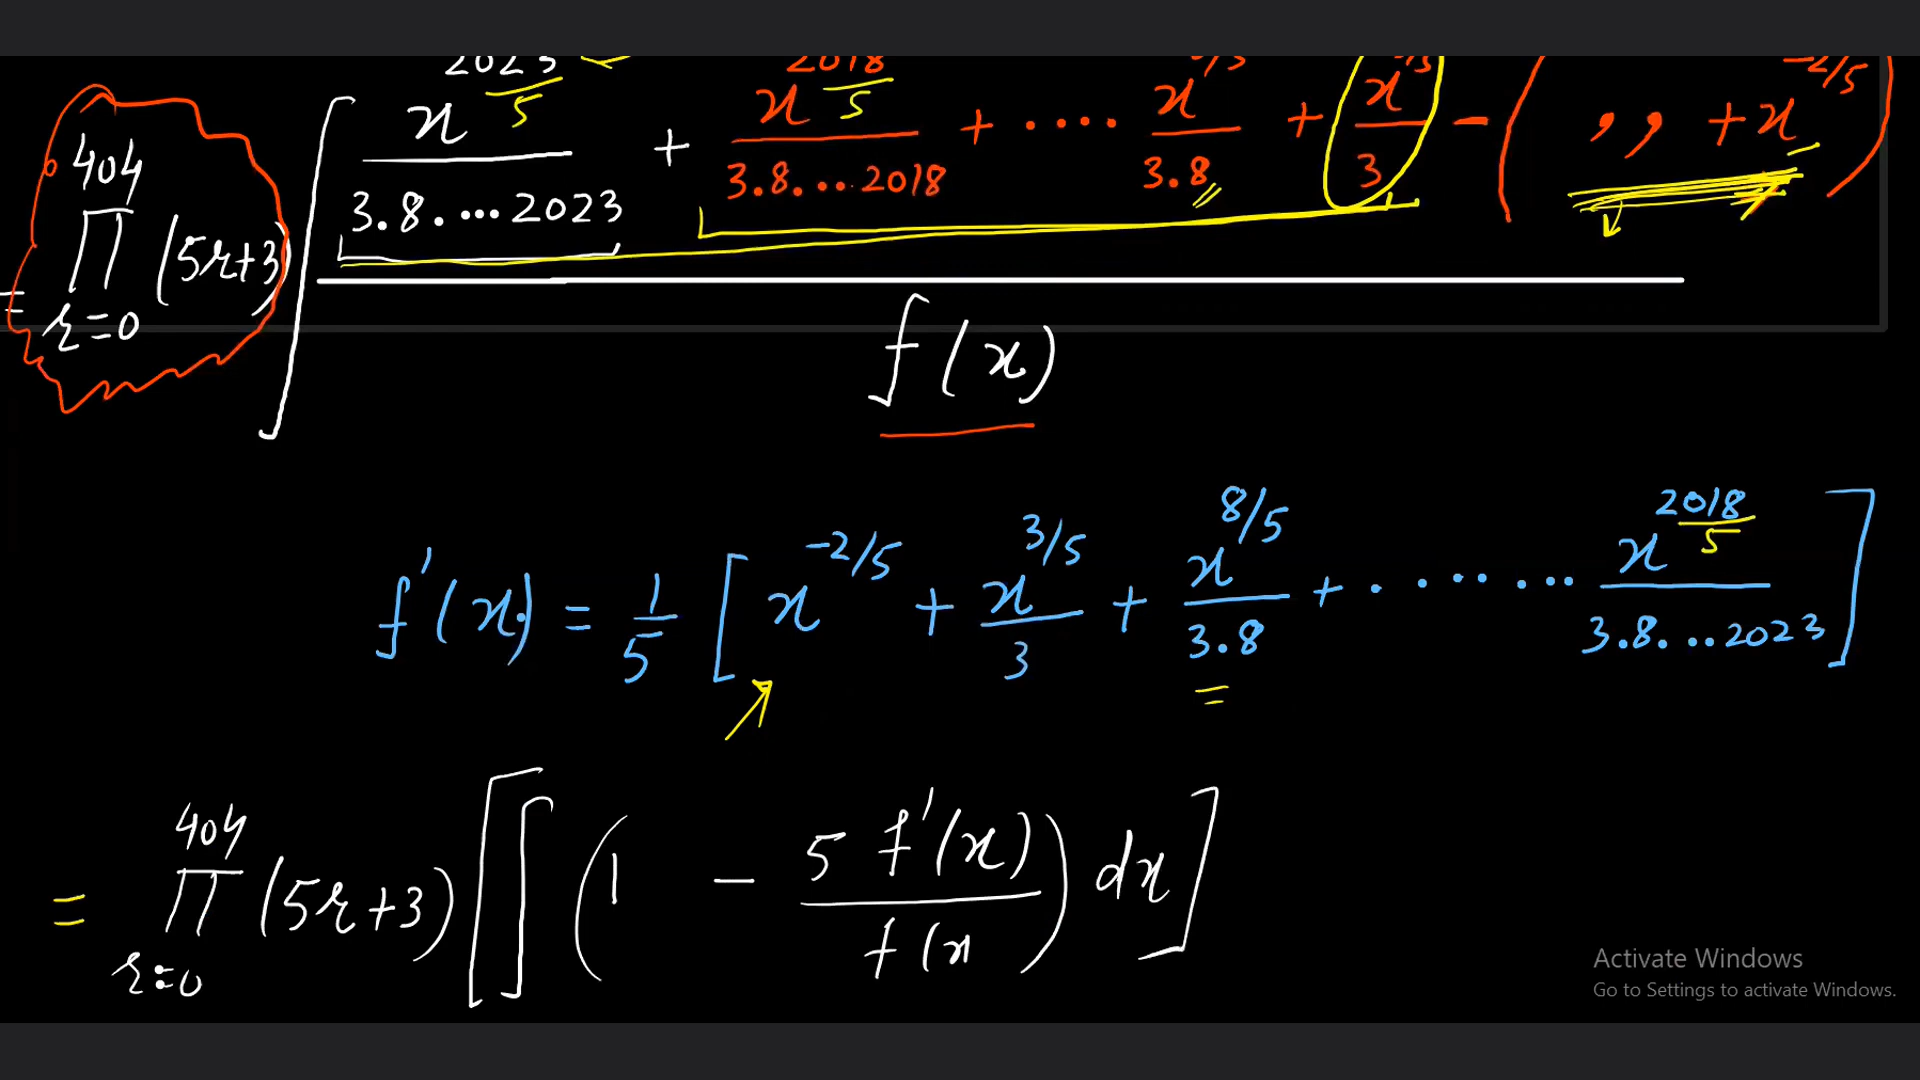 404 ∏ r=0 (5r+3) ∫ x^(2023/5) / 3.8.…2023 + x^(2018/5) / 3.8.…2018 + .... x / 3.8 + x / 3 - ( ,, + x^(-2/5) )
f(x)
f'(x) = 1/5 [ x^(-2/5) + x^(3/5) / 3 + x^(8/5) / 3.8 + ........ x^(2018/5) / 3.8...2023 ]
= 404 ∏ r=0 (5r+3) [ ∫ ( 1 - 5 f'(x) / f(x ) dx ]
Activate Windows
Go to Settings to activate Windows.